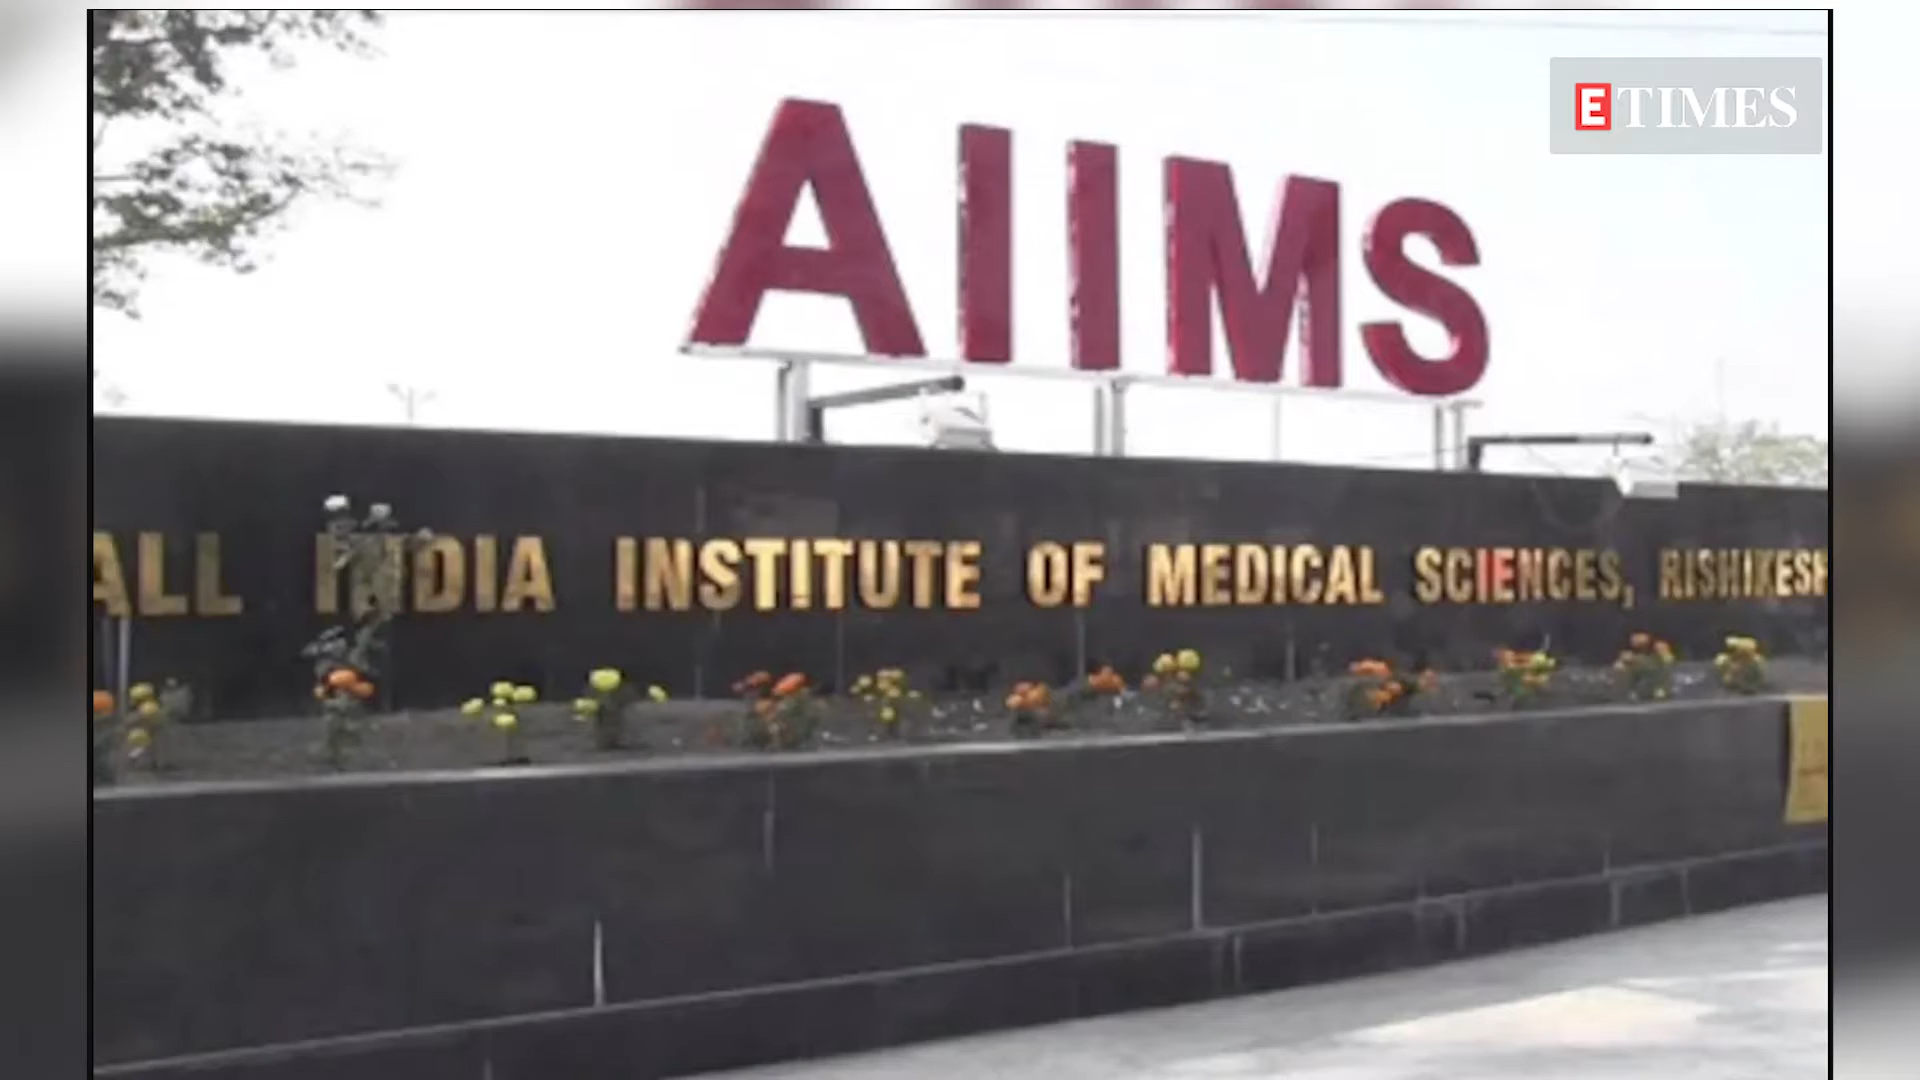 ETIMES
AIIMS
ALL INDIA INSTITUTE OF MEDICAL SCIENCES, RISHIKESH